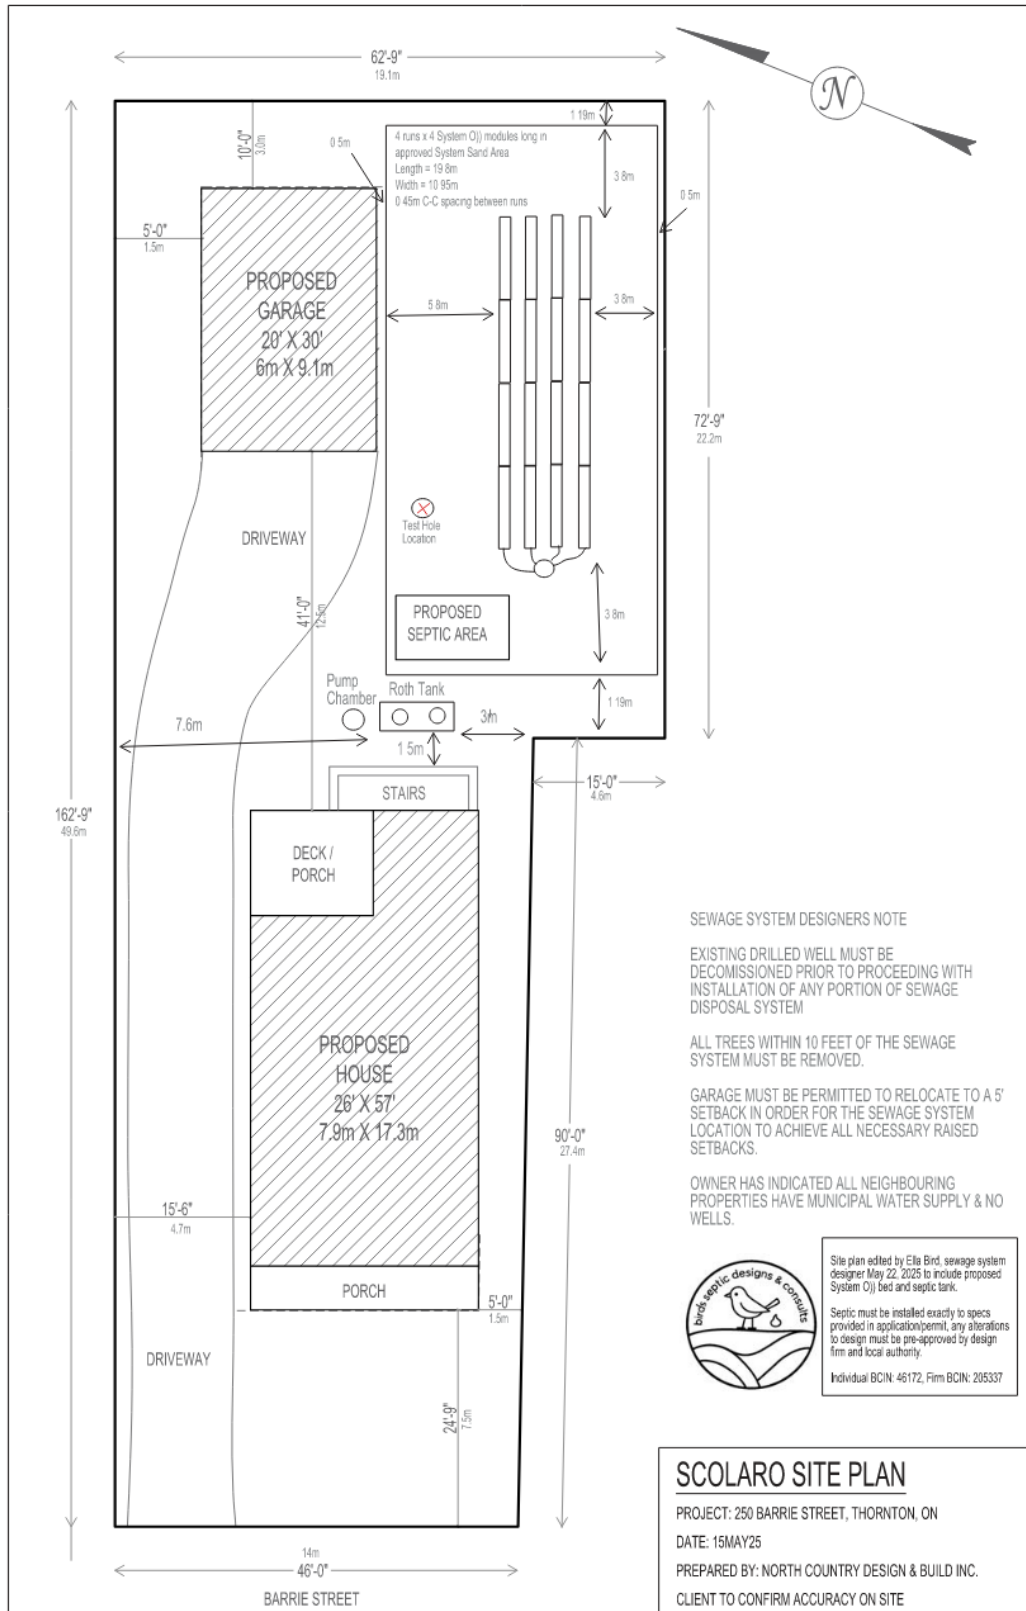 62'-9"
19.1m
N
1 19m
10'-0"
3.0m
0 5m
4 runs x 4 System O)) modules long in
approved System Sand Area
Length = 19 8m
Width = 10 95m
0 45m C-C spacing between runs
3 8m
0 5m
5'-0"
1.5m
PROPOSED
GARAGE
20' X 30'
6m X 9.1m
5 8m
3 8m
72'-9"
22.2m
Test Hole
Location
DRIVEWAY
41'-0"
12.5m
PROPOSED
SEPTIC AREA
3 8m
Pump
Chamber
Roth Tank
1 19m
7.6m
3m
1 5m
15'-0"
4.6m
STAIRS
162'-9"
49.6m
DECK /
PORCH
SEWAGE SYSTEM DESIGNERS NOTE
EXISTING DRILLED WELL MUST BE
DECOMISSIONED PRIOR TO PROCEEDING WITH
INSTALLATION OF ANY PORTION OF SEWAGE
DISPOSAL SYSTEM
ALL TREES WITHIN 10 FEET OF THE SEWAGE
SYSTEM MUST BE REMOVED.
GARAGE MUST BE PERMITTED TO RELOCATE TO A 5'
SETBACK IN ORDER FOR THE SEWAGE SYSTEM
LOCATION TO ACHIEVE ALL NECESSARY RAISED
SETBACKS.
OWNER HAS INDICATED ALL NEIGHBOURING
PROPERTIES HAVE MUNICIPAL WATER SUPPLY & NO
WELLS.
PROPOSED
HOUSE
26' X 57'
7.9m X 17.3m
90'-0"
27.4m
15'-6"
4.7m
PORCH
5'-0"
1.5m
DRIVEWAY
24'-9"
7.5m
birds septic designs & consults
Site plan edited by Ella Bird, sewage system
designer May 22, 2025 to include proposed
System O)) bed and septic tank.
Septic must be installed exactly to specs
provided in application/permit, any alterations
to design must be pre-approved by design
firm and local authority.
Individual BCIN: 46172, Firm BCIN: 205337
14m
46'-0"
BARRIE STREET
SCOLARO SITE PLAN
PROJECT: 250 BARRIE STREET, THORNTON, ON
DATE: 15MAY25
PREPARED BY: NORTH COUNTRY DESIGN & BUILD INC.
CLIENT TO CONFIRM ACCURACY ON SITE